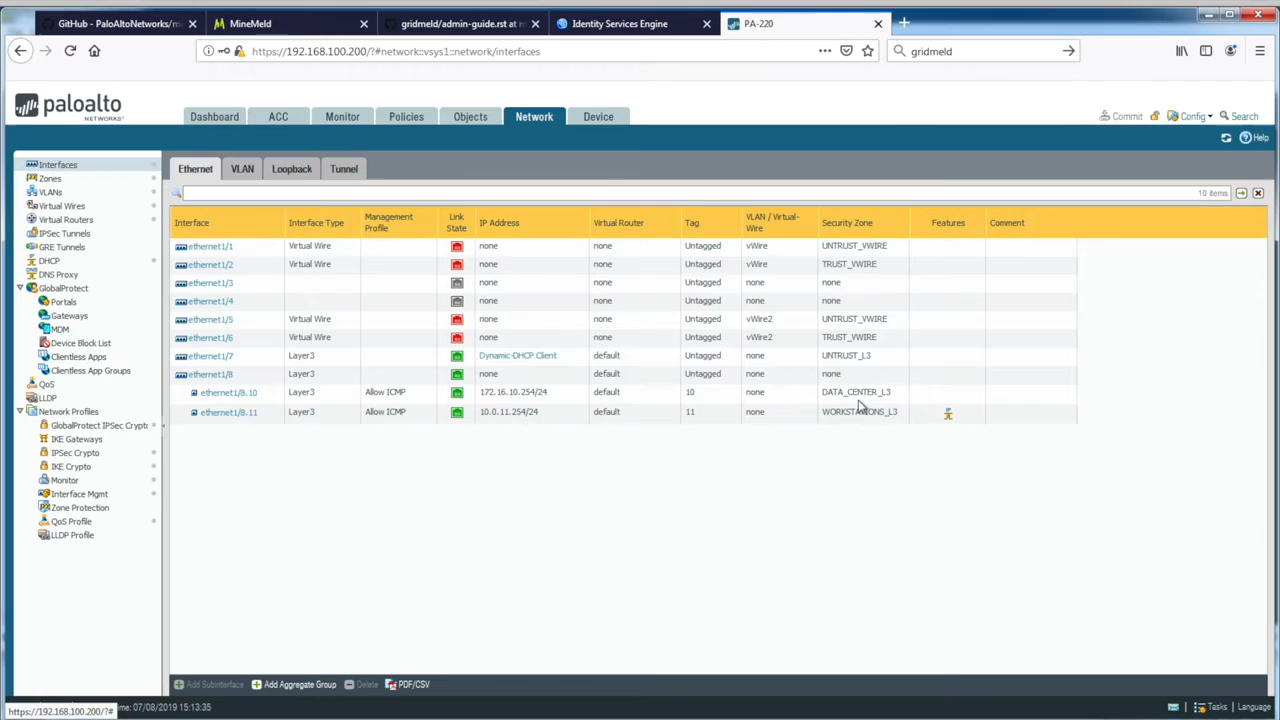 GitHub - PaloAltoNetworks/m
MineMeld
gridmeld/admin-guide.rst at m
Identity Services Engine
PA-220
https://192.168.100.200/?#network::vsys1::network/interfaces
gridmeld
paloalto
NETWORKS
Dashboard ACC Monitor Policies Objects Network Device
Commit Config Search
Help
Interfaces
Zones
VLANs
Virtual Wires
Virtual Routers
IPSec Tunnels
GRE Tunnels
DHCP
DNS Proxy
GlobalProtect
Portals
Gateways
MDM
Device Block List
Clientless Apps
Clientless App Groups
QoS
LLDP
Network Profiles
GlobalProtect IPSec Crypto
IKE Gateways
IPSec Crypto
IKE Crypto
Monitor
Interface Mgmt
Zone Protection
QoS Profile
LLDP Profile
Ethernet VLAN Loopback Tunnel
10 items
Interface Interface Type Management Profile Link State IP Address Virtual Router Tag VLAN / Virtual-Wire Security Zone Features Comment
ethernet1/1 Virtual Wire none none Untagged vWire UNTRUST_VWIRE
ethernet1/2 Virtual Wire none none Untagged vWire TRUST_VWIRE
ethernet1/3 none none Untagged none none
ethernet1/4 none none Untagged none none
ethernet1/5 Virtual Wire none none Untagged vWire2 UNTRUST_VWIRE
ethernet1/6 Virtual Wire none none Untagged vWire2 TRUST_VWIRE
ethernet1/7 Layer3 Dynamic-DHCP Client default Untagged none UNTRUST_L3
ethernet1/8 Layer3 none default Untagged none none
ethernet1/8.10 Layer3 Allow ICMP 172.16.10.254/24 default 10 none DATA_CENTER_L3
ethernet1/8.11 Layer3 Allow ICMP 10.0.11.254/24 default 11 none WORKSTATIONS_L3
Add Subinterface Add Aggregate Group Delete PDF/CSV
https://192.168.100.200/?#
me: 07/08/2019 15:13:35
Tasks Language